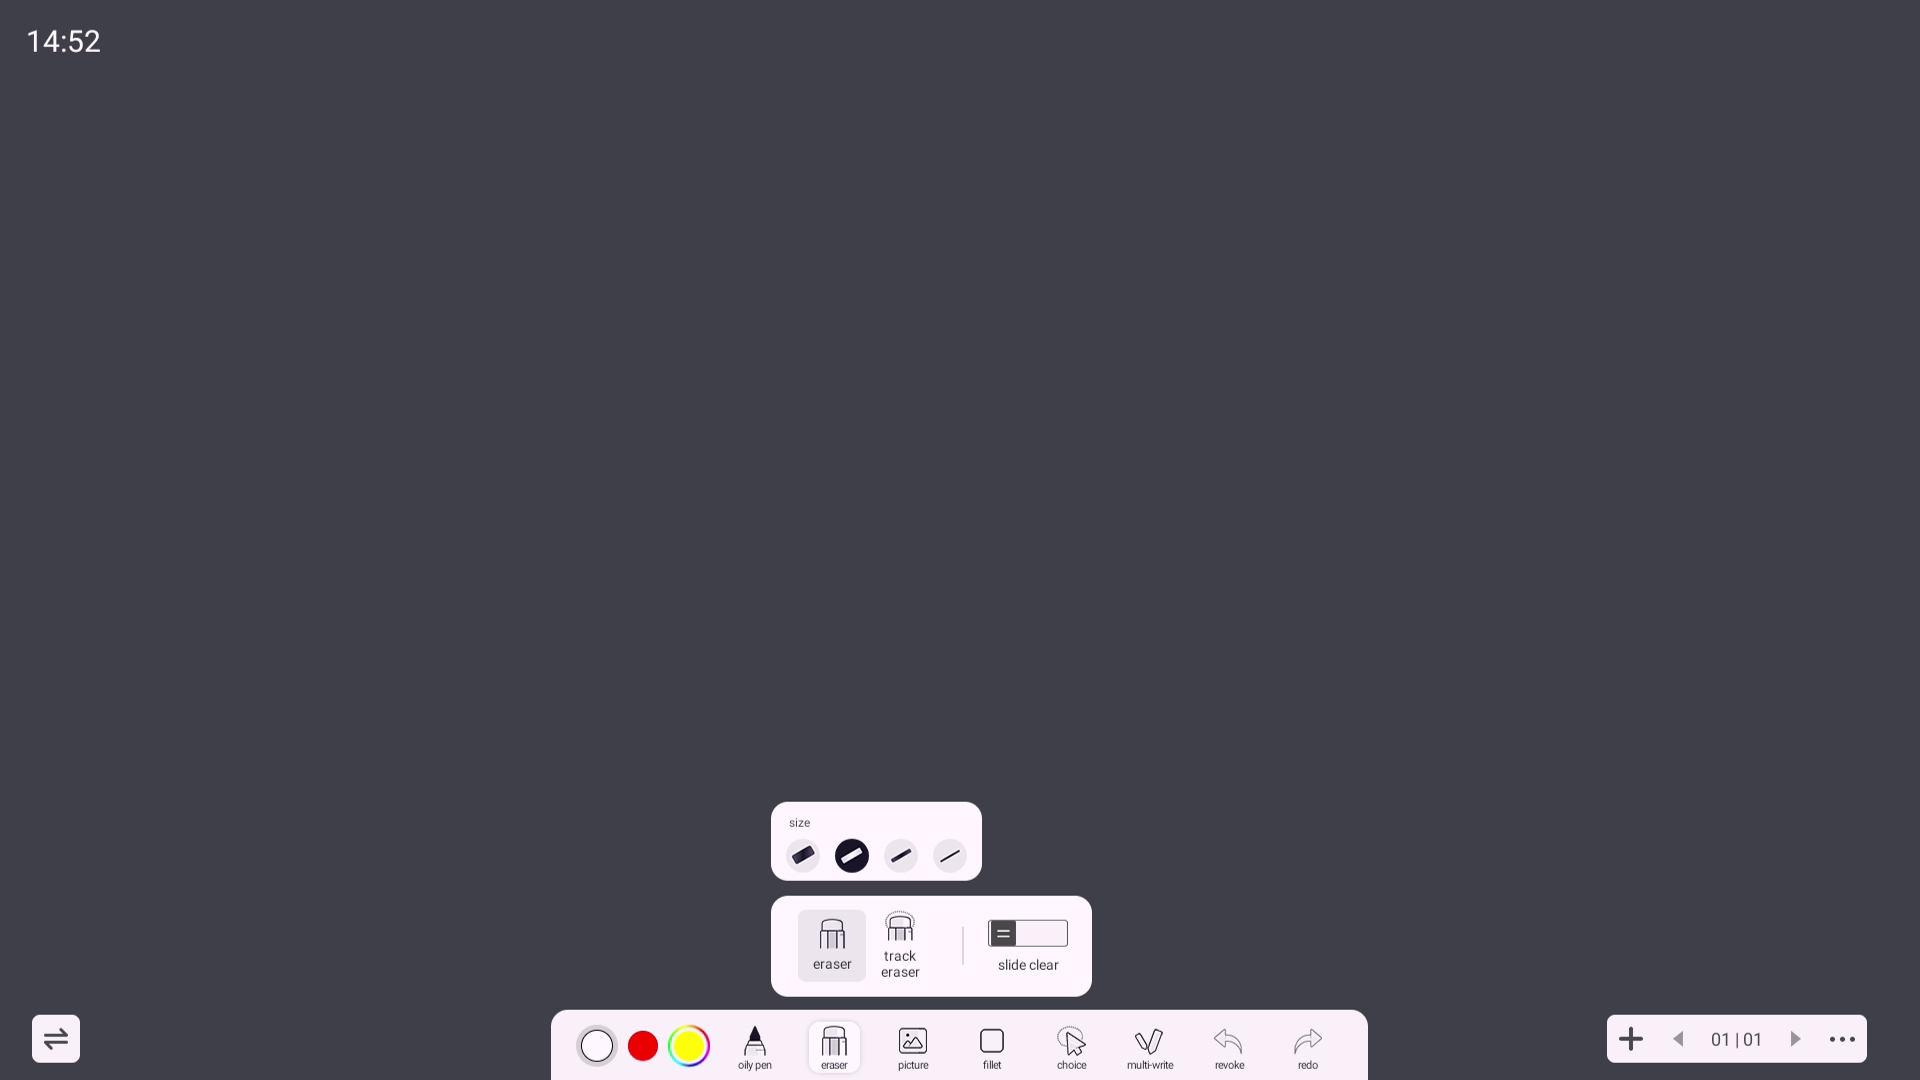 14:52
size
eraser
track
eraser
slide clear
oily pen
eraser
picture
fillet
choice
multi-write
revoke
redo
01 | 01